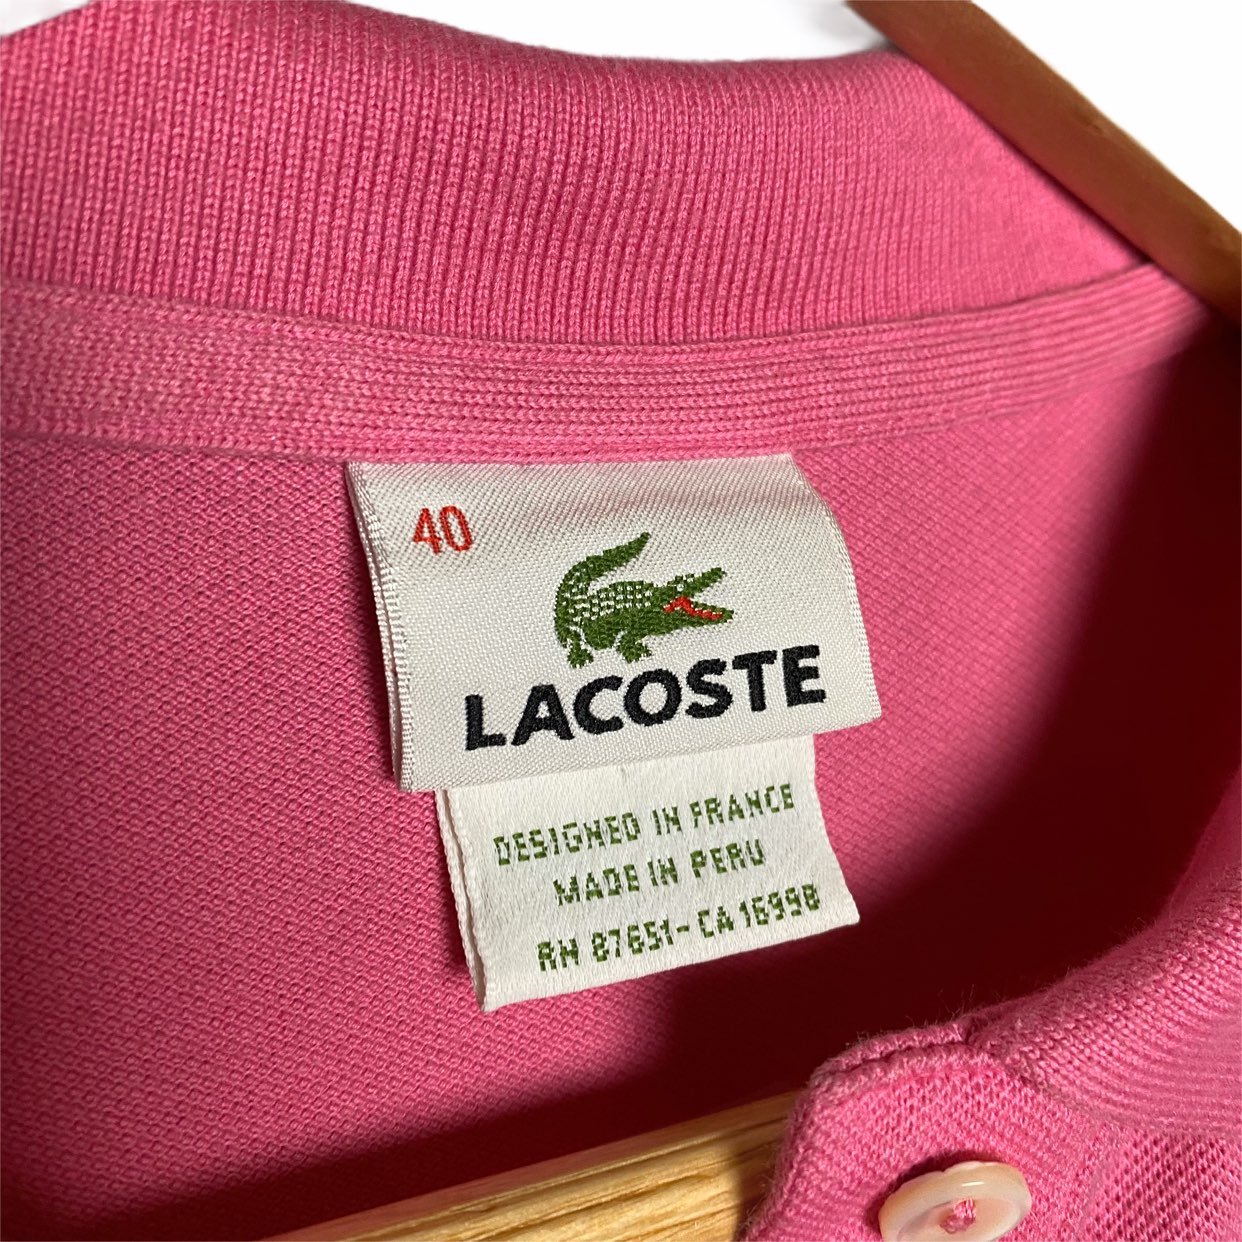 40
LACOSTE
DESIGNED IN FRANCE
MADE IN PERU
RN 87651-CA 16998